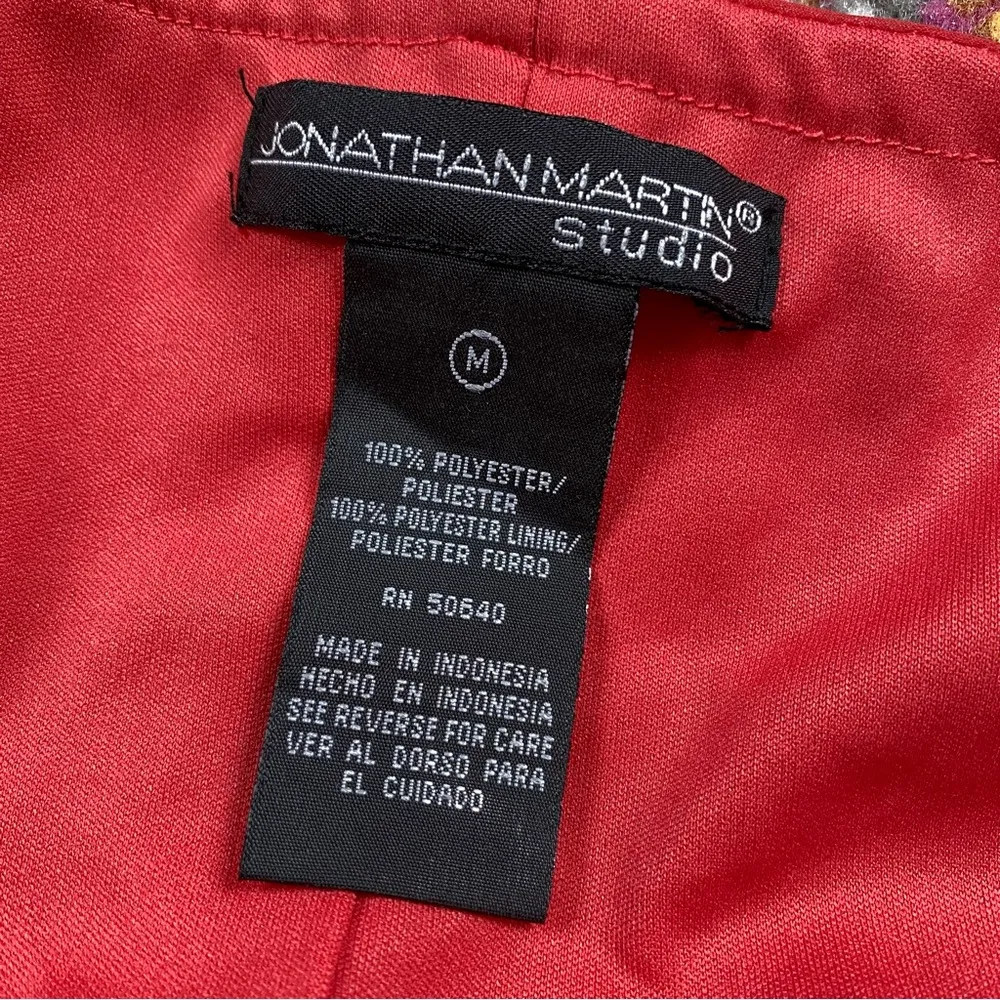 JONATHAN MARTIN®
Studio
M
100% POLYESTER/
POLIESTER
100% POLYESTER LINING/
POLIESTER FORRO
RN 50640
MADE IN INDONESIA
HECHO EN INDONESIA
SEE REVERSE FOR CARE
VER AL DORSO PARA
EL CUIDADO